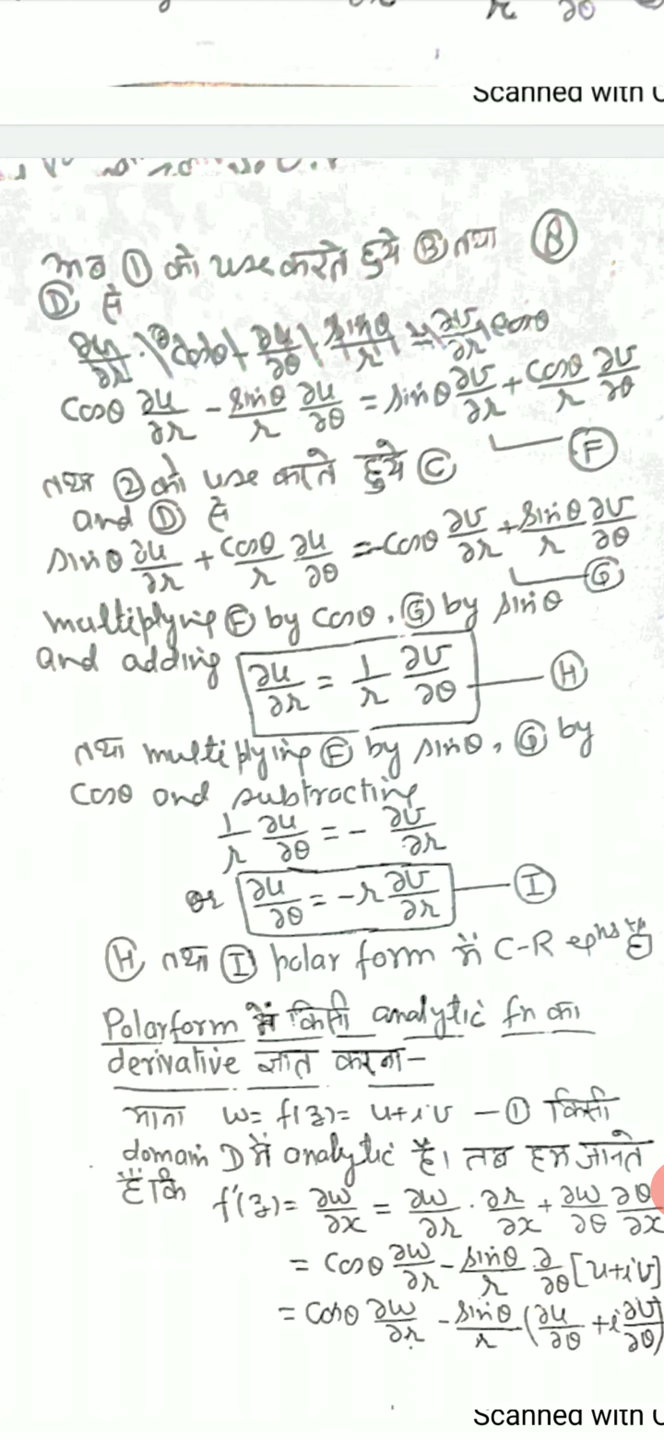 Scanned with
अब ① को use करते हुये Ⓑ तथा Ⓑ
Ⓓ से
cosθ ∂u/∂r - sinθ/r ∂u/∂θ = sinθ ∂v/∂r + cosθ/r ∂v/∂θ
Ⓕ
तथा ② को use करते हुये Ⓒ
and Ⓓ से
sinθ ∂u/∂r + cosθ/r ∂u/∂θ = -cosθ ∂v/∂r + sinθ/r ∂v/∂θ
Ⓖ
multiplying Ⓕ by cosθ, Ⓖ by sinθ
and adding ∂u/∂r = 1/r ∂v/∂θ — Ⓗ
तथा multiplying Ⓕ by sinθ, Ⓖ by
cosθ and subtracting
1/r ∂u/∂θ = - ∂v/∂r
or ∂u/∂θ = -r ∂v/∂r — Ⓘ
Ⓗ तथा Ⓘ polar form में C-R eqns है
Polar form में किसी analytic fn का
derivative ज्ञात करना-
माना w = f(z) = u+iv — ① किसी
domain D में analytic है। तब हम जानते
हैं कि f'(z) = ∂w/∂x = ∂w/∂r · ∂r/∂x + ∂w/∂θ ∂θ/∂x
= cosθ ∂w/∂r - sinθ/r ∂/∂θ [u+iv]
= cosθ ∂w/∂r - sinθ/r (∂u/∂θ + i ∂v/∂θ)
Scanned with